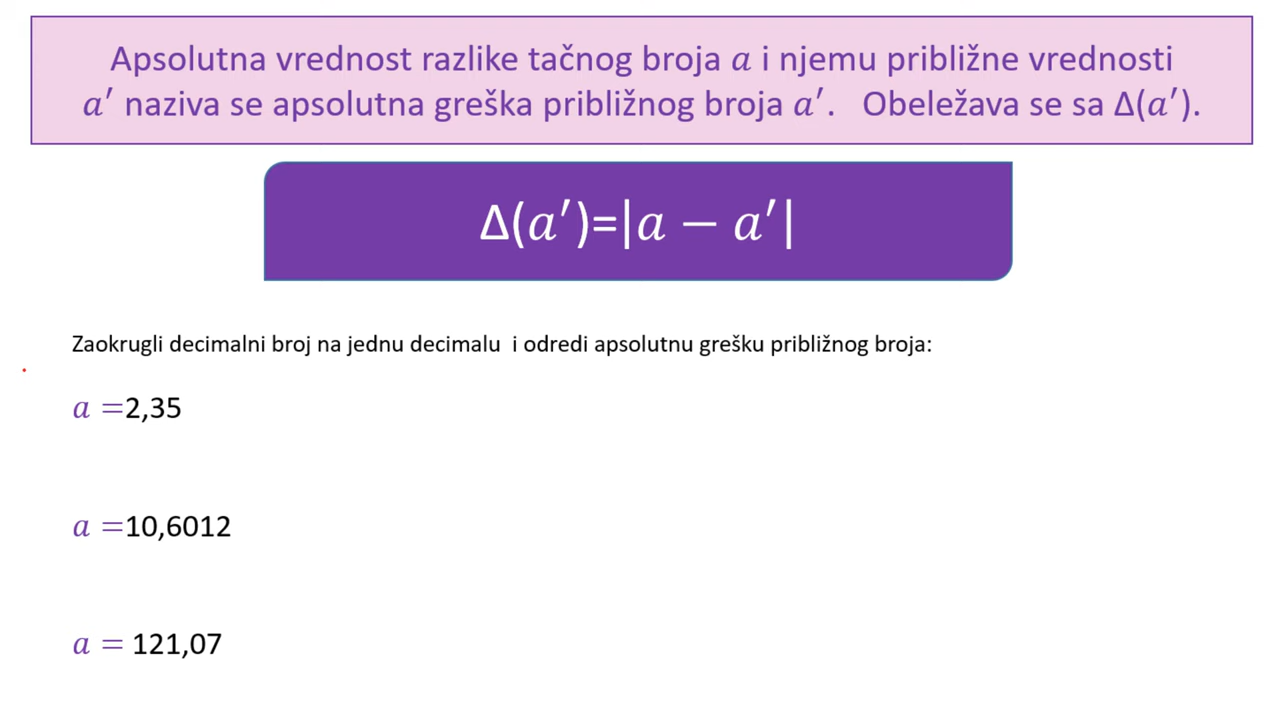 Apsolutna vrednost razlike tačnog broja a i njemu približne vrednosti
a′ naziva se apsolutna greška približnog broja a′. Obeležava se sa Δ(a′).
Δ(a′)=|a − a′|
Zaokrugli decimalni broj na jednu decimalu i odredi apsolutnu grešku približnog broja:
a =2,35
a =10,6012
a = 121,07